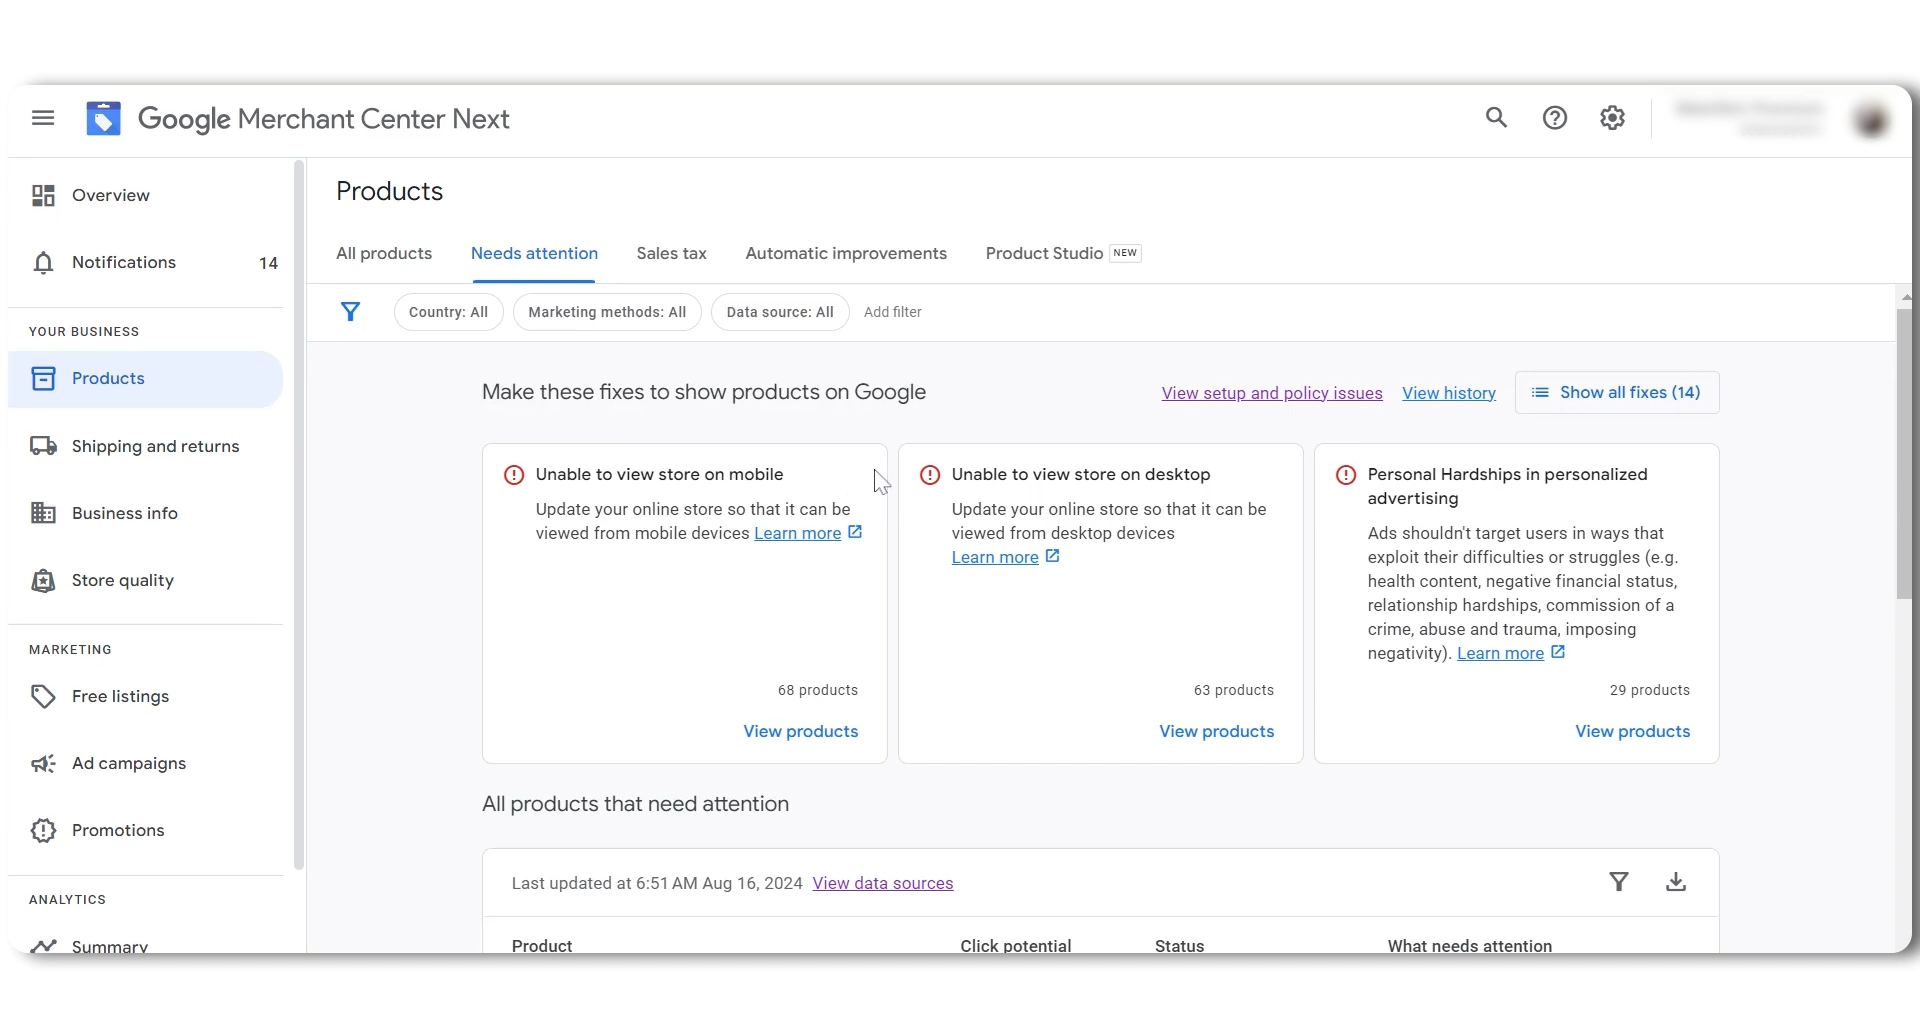 Google Merchant Center Next
Overview
Notifications 14
YOUR BUSINESS
Products
Shipping and returns
Business info
Store quality
MARKETING
Free listings
Ad campaigns
Promotions
ANALYTICS
Summary
Products
All products Needs attention Sales tax Automatic improvements Product Studio NEW
Country: All Marketing methods: All Data source: All Add filter
Make these fixes to show products on Google View setup and policy issues View history Show all fixes (14)
Unable to view store on mobile
Update your online store so that it can be
viewed from mobile devices Learn more
68 products
View products
Unable to view store on desktop
Update your online store so that it can be
viewed from desktop devices
Learn more
63 products
View products
Personal Hardships in personalized
advertising
Ads shouldn't target users in ways that
exploit their difficulties or struggles (e.g.
health content, negative financial status,
relationship hardships, commission of a
crime, abuse and trauma, imposing
negativity). Learn more
29 products
View products
All products that need attention
Last updated at 6:51 AM Aug 16, 2024 View data sources
Product Click potential Status What needs attention